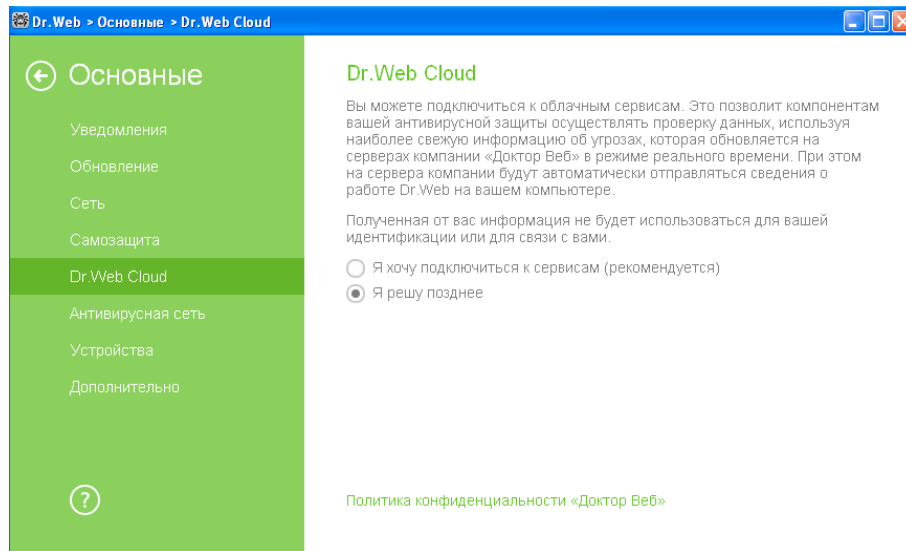 Dr.Web > Основные > Dr.Web Cloud
Основные
Уведомления
Обновление
Сеть
Самозащита
Dr.Web Cloud
Антивирусная сеть
Устройства
Дополнительно
?
Dr.Web Cloud
Вы можете подключиться к облачным сервисам. Это позволит компонентам
вашей антивирусной защиты осуществлять проверку данных, используя
наиболее свежую информацию об угрозах, которая обновляется на
серверах компании «Доктор Веб» в режиме реального времени. При этом
на сервера компании будут автоматически отправляться сведения о
работе Dr.Web на вашем компьютере.
Полученная от вас информация не будет использоваться для вашей
идентификации или для связи с вами.
Я хочу подключиться к сервисам (рекомендуется)
Я решу позднее
Политика конфиденциальности «Доктор Веб»